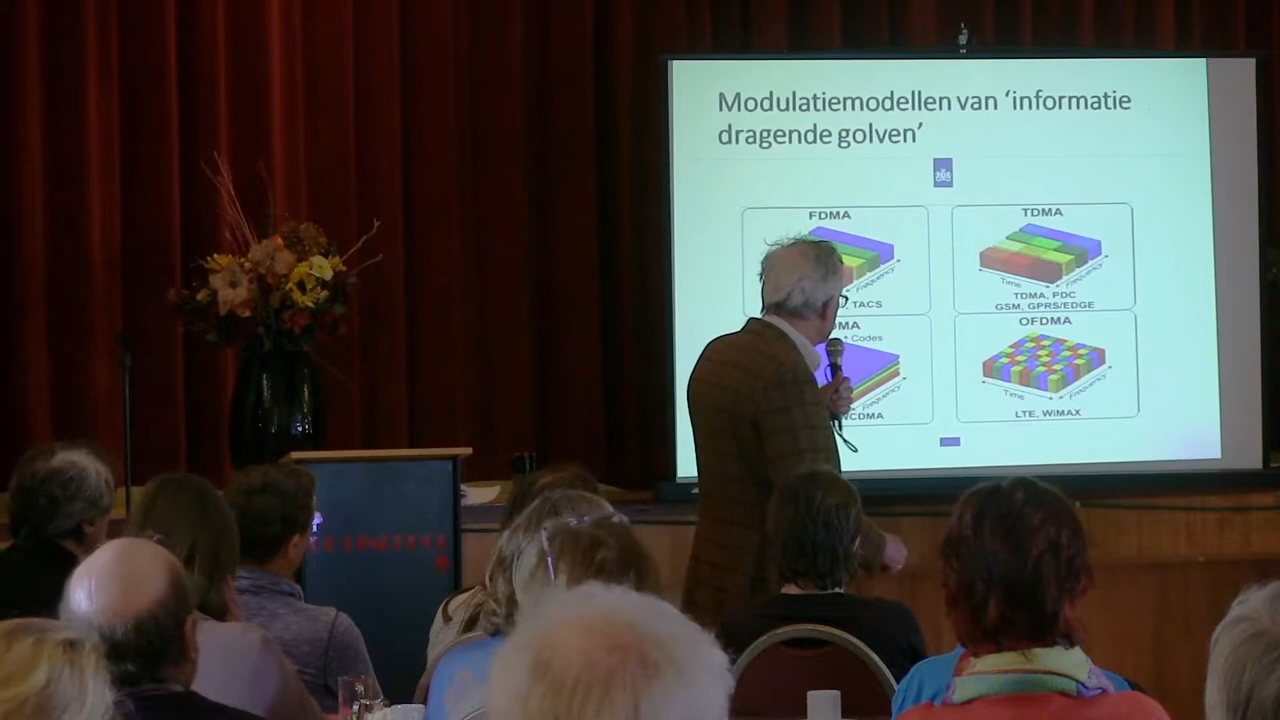 Modulatiemodellen van ‘informatie
dragende golven’
FDMA
Frequency
TACS
TDMA
Time
Frequency
TDMA, PDC
GSM, GPRS/EDGE
Codes
Frequency
OFDMA
Time
Frequency
LTE, WiMAX